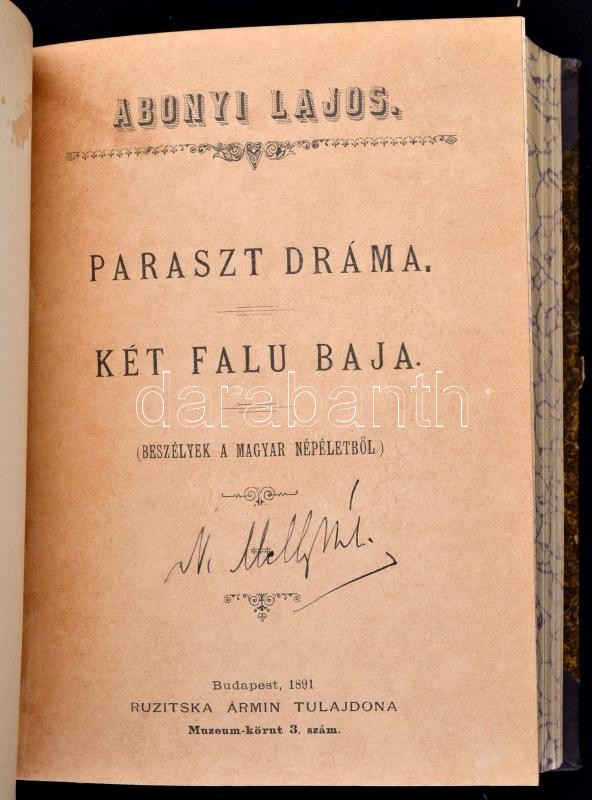 ABONYI LAJOS.
PARASZT DRÁMA.
KÉT FALU BAJA.
darabanth
(BESZÉLYEK A MAGYAR NÉPÉLETBŐL)
Budapest, 1891
RUZITSKA ÁRMIN TULAJDONA
Muzeum-körut 3. szám.